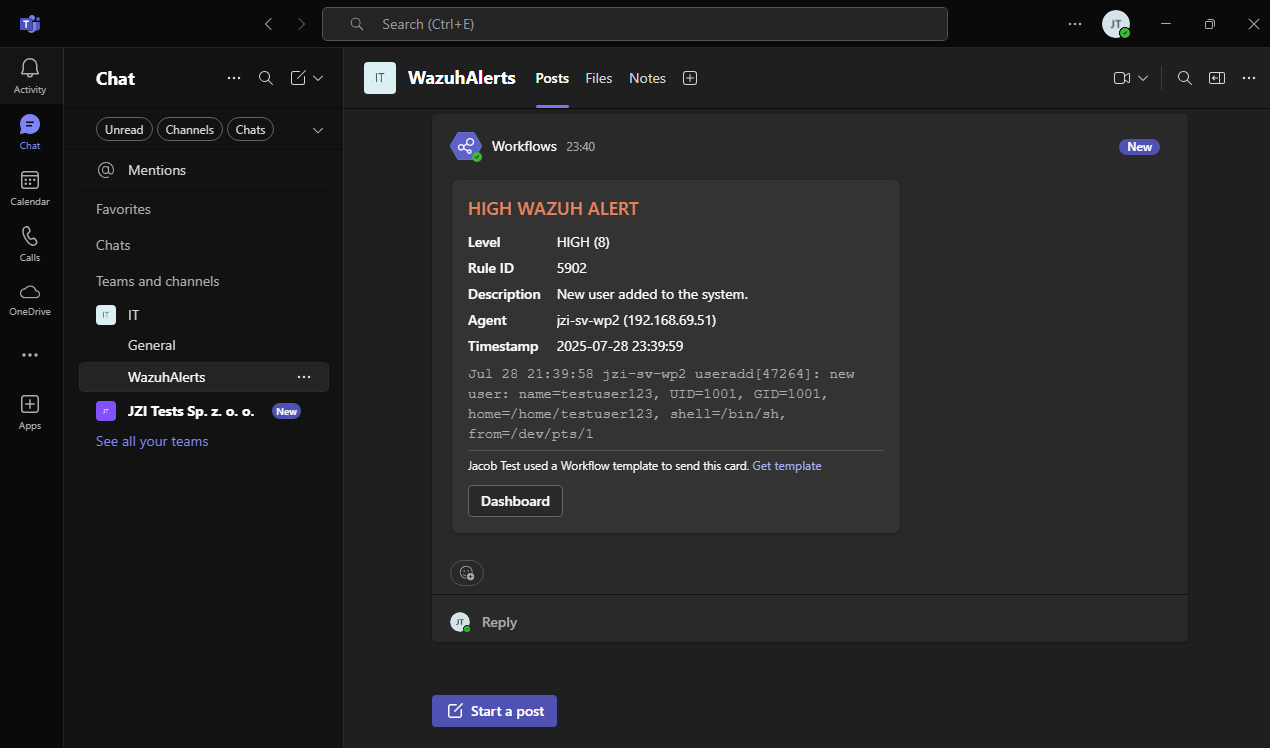 Search (Ctrl+E)
JT
Activity
Chat
Calendar
Calls
OneDrive
Apps
Chat
Unread
Channels
Chats
Mentions
Favorites
Chats
Teams and channels
IT
IT
General
WazuhAlerts
JT
JZI Tests Sp. z. o. o.
New
See all your teams
IT
WazuhAlerts
Posts
Files
Notes
Workflows 23:40
New
HIGH WAZUH ALERT
Level HIGH (8)
Rule ID 5902
Description New user added to the system.
Agent jzi-sv-wp2 (192.168.69.51)
Timestamp 2025-07-28 23:39:59
Jul 28 21:39:58 jzi-sv-wp2 useradd[47264]: new
user: name=testuser123, UID=1001, GID=1001,
home=/home/testuser123, shell=/bin/sh,
from=/dev/pts/1
Jacob Test used a Workflow template to send this card. Get template
Dashboard
JT
Reply
Start a post